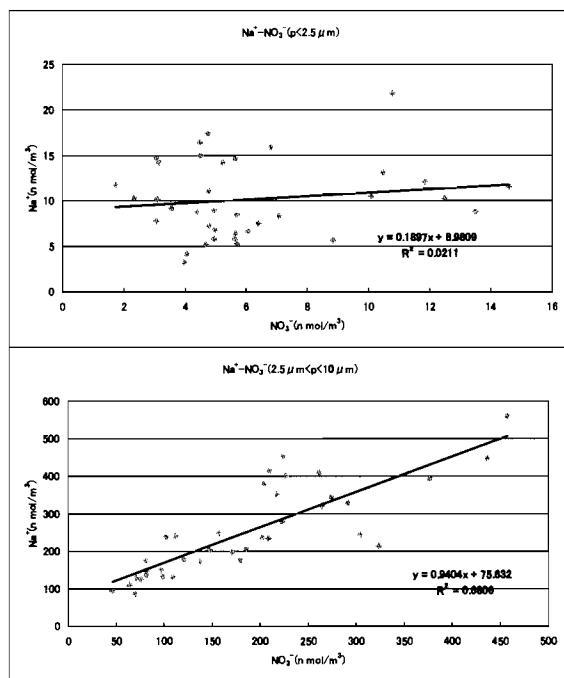 Na⁺-NO₃⁻(p<2.5μm)
25
20
15
10
5
0
Na⁺(n mol/m³)
y = 0.1897x + 8.9809
R² = 0.0211
0 2 4 6 8 10 12 14 16
NO₃⁻(n mol/m³)
Na⁺-NO₃⁻(2.5μm<p<10μm)
600
500
400
300
200
100
0
Na⁺(n mol/m³)
y = 0.9404x + 75.632
R² = 0.6806
0 50 100 150 200 250 300 350 400 450 500
NO₃⁻(n mol/m³)